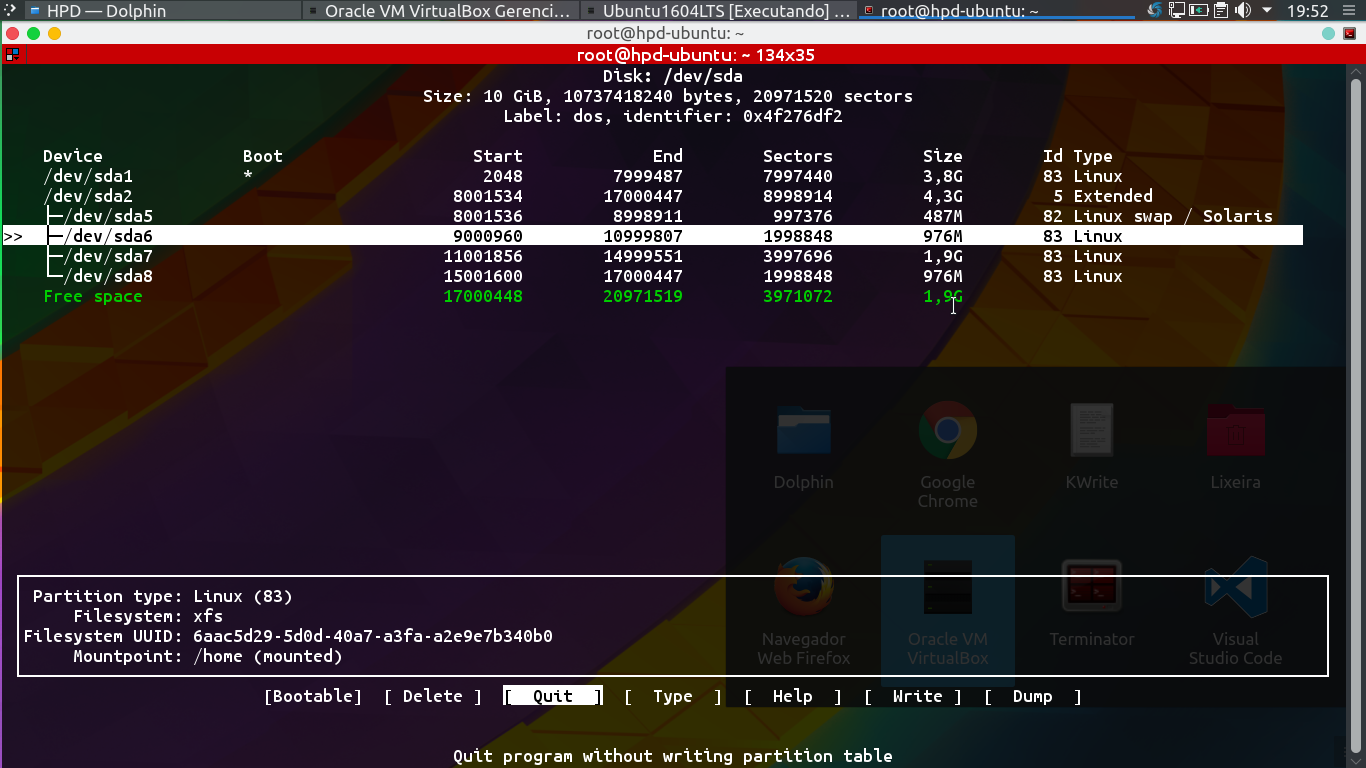 HPD — Dolphin
Oracle VM VirtualBox Gerenci...
Ubuntu1604LTS [Executando] ...
root@hpd-ubuntu: ~
19:52
root@hpd-ubuntu: ~
root@hpd-ubuntu: ~ 134x35
Disk: /dev/sda
Size: 10 GiB, 10737418240 bytes, 20971520 sectors
Label: dos, identifier: 0x4f276df2
Device Boot Start End Sectors Size Id Type
/dev/sda1 * 2048 7999487 7997440 3,8G 83 Linux
/dev/sda2 8001534 17000447 8998914 4,3G 5 Extended
├─/dev/sda5 8001536 8998911 997376 487M 82 Linux swap / Solaris
>> ├─/dev/sda6 9000960 10999807 1998848 976M 83 Linux
├─/dev/sda7 11001856 14999551 3997696 1,9G 83 Linux
└─/dev/sda8 15001600 17000447 1998848 976M 83 Linux
Free space 17000448 20971519 3971072 1,9G
Dolphin
Google
Chrome
KWrite
Lixeira
Partition type: Linux (83)
Filesystem: xfs
Filesystem UUID: 6aac5d29-5d0d-40a7-a3fa-a2e9e7b340b0
Mountpoint: /home (mounted)
Navegador
Web Firefox
Oracle VM
VirtualBox
Terminator
Visual
Studio Code
[Bootable] [ Delete ] [ Quit ] [ Type ] [ Help ] [ Write ] [ Dump ]
Quit program without writing partition table